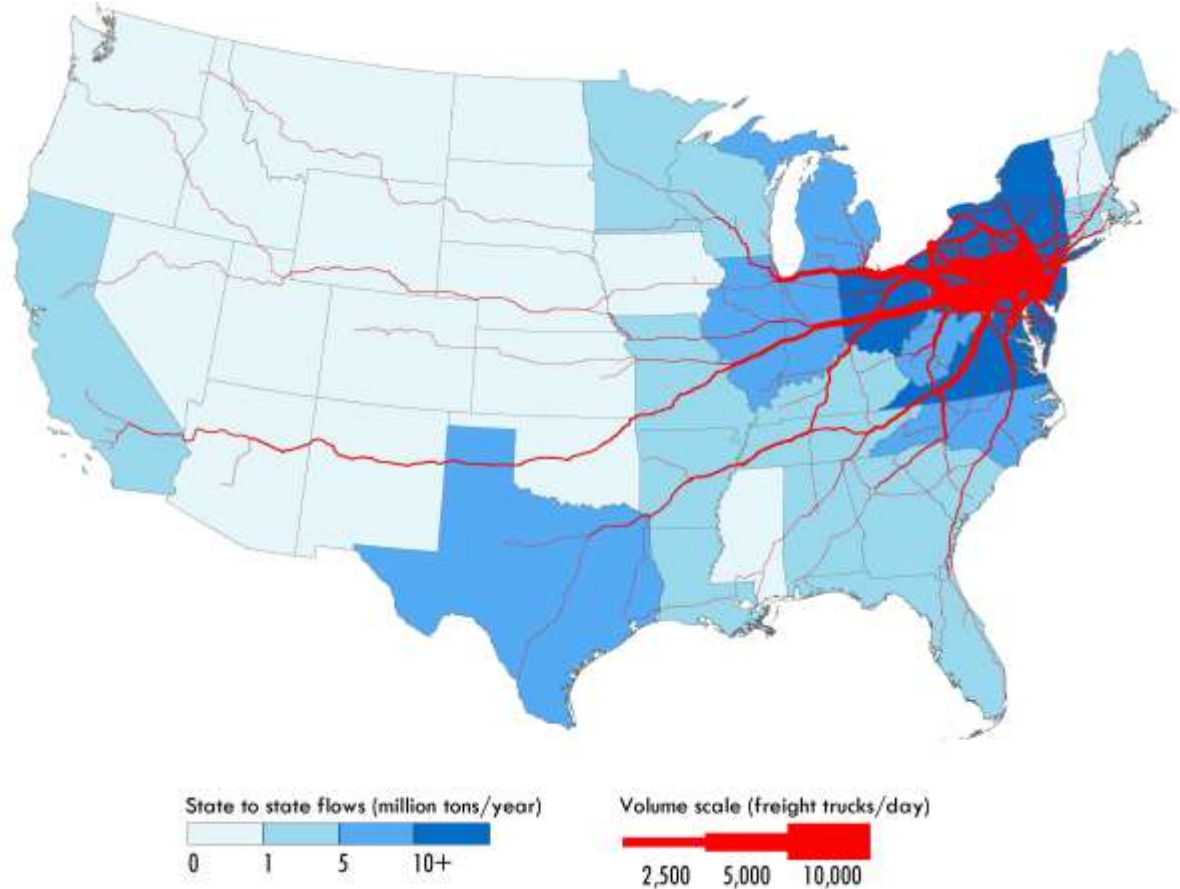 State to state flows (million tons/year)
0 1 5 10+
Volume scale (freight trucks/day)
2,500 5,000 10,000